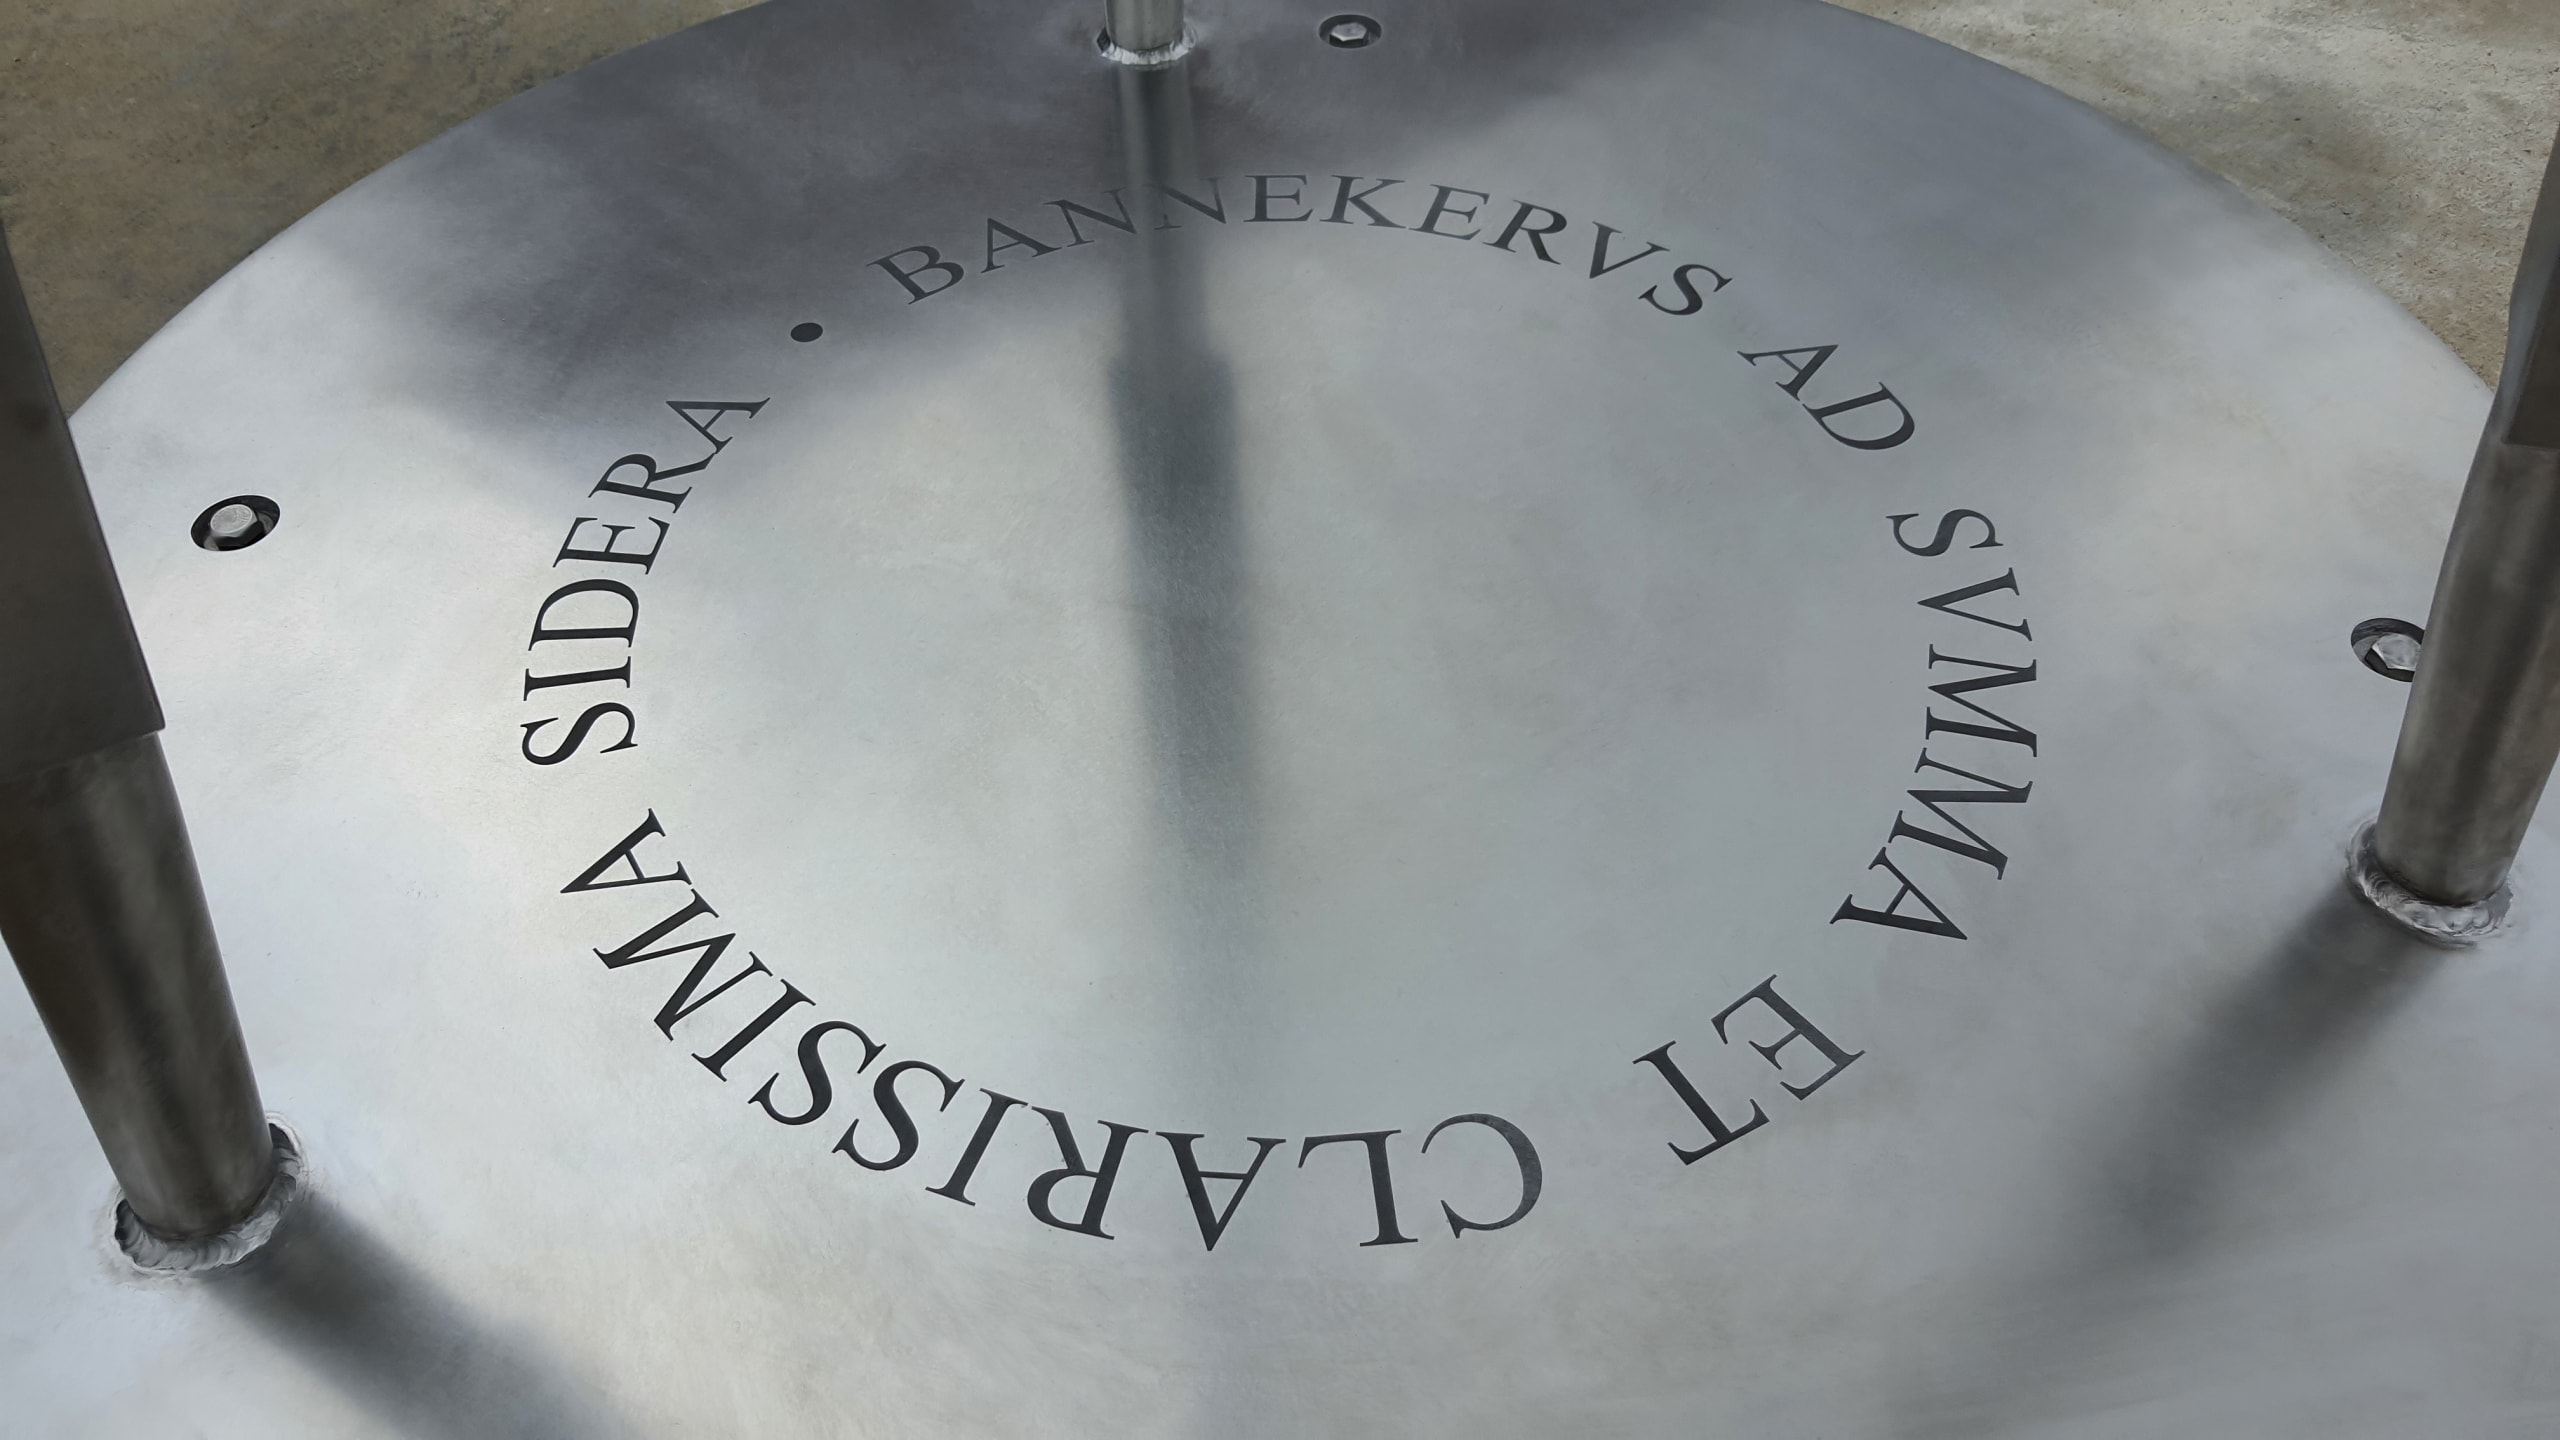 • BANNEKERVS AD SVMMA ET CLARISSIMA SIDERA